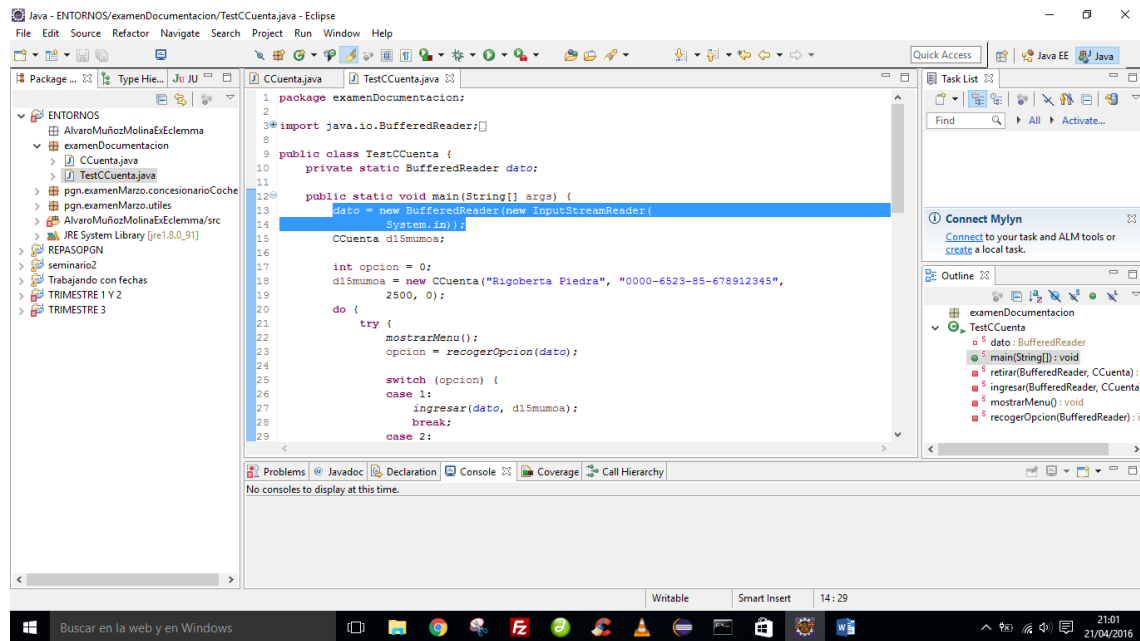 Java - ENTORNOS/examenDocumentacion/TestCCuenta.java - Eclipse
File Edit Source Refactor Navigate Search Project Run Window Help
Quick Access
Java EE
Java
Package ...
Type Hie...
JUnit JU
CCuenta.java
TestCCuenta.java
ENTORNOS
AlvaroMuñozMolinaExEclemma
examenDocumentacion
CCuenta.java
TestCCuenta.java
pgn.examenMarzo.concesionarioCoche
pgn.examenMarzo.utiles
AlvaroMuñozMolinaExEclemma/src
JRE System Library [jre1.8.0_91]
REPASOPGN
seminario2
Trabajando con fechas
TRIMESTRE 1 Y 2
TRIMESTRE 3
1 package examenDocumentacion;
2
3 import java.io.BufferedReader;
8
9 public class TestCCuenta {
10 private static BufferedReader dato;
11
12 public static void main(String[] args) {
13 dato = new BufferedReader(new InputStreamReader(
14 System.in));
15 CCuenta d15mumoa;
16
17 int opcion = 0;
18 d15mumoa = new CCuenta("Rigoberta Piedra", "0000-6523-85-678912345",
19 2500, 0);
20 do {
21 try {
22 mostrarMenu();
23 opcion = recogerOpcion(dato);
24
25 switch (opcion) {
26 case 1:
27 ingresar(dato, d15mumoa);
28 break;
29 case 2:
Task List
Find
All
Activate...
Connect Mylyn
Connect to your task and ALM tools or
create a local task.
Outline
examenDocumentacion
TestCCuenta
dato : BufferedReader
main(String[]) : void
retirar(BufferedReader, CCuenta) :
ingresar(BufferedReader, CCuenta)
mostrarMenu() : void
recogerOpcion(BufferedReader) : i
Problems
@ Javadoc
Declaration
Console
Coverage
Call Hierarchy
No consoles to display at this time.
Writable
Smart Insert
14 : 29
Buscar en la web y en Windows
21:01
21/04/2016